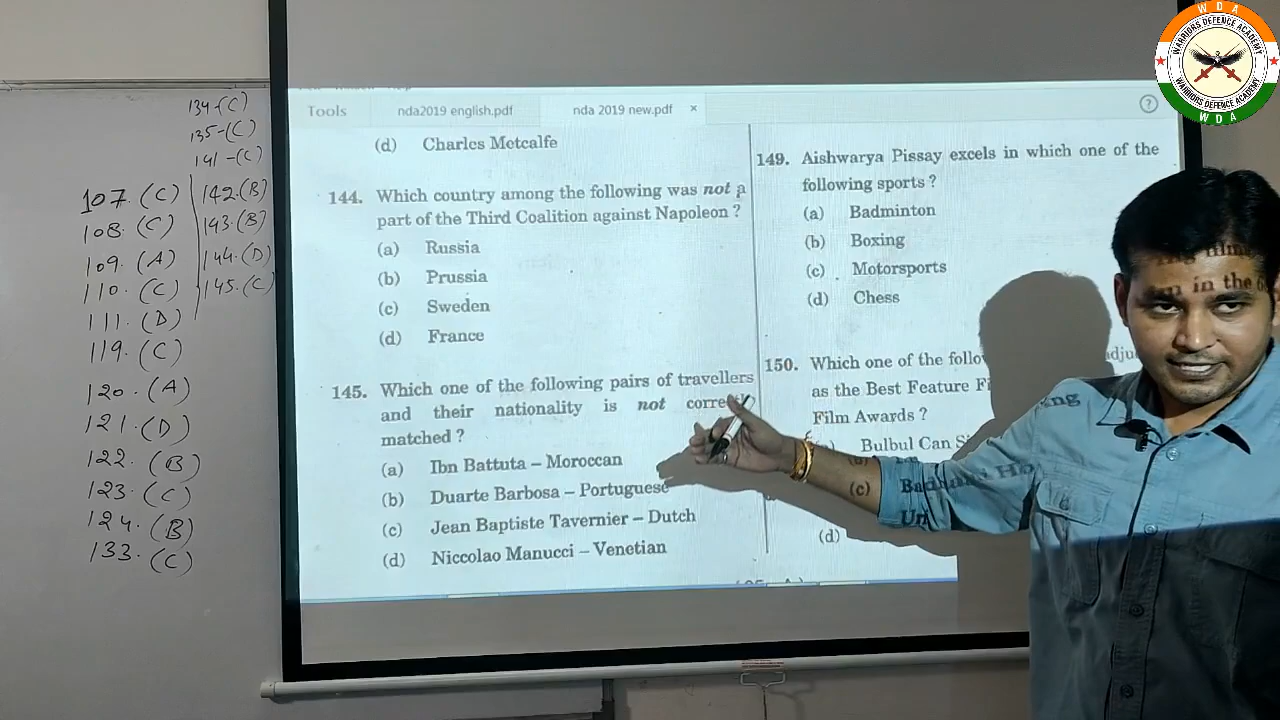 134-(C)
135-(C)
141-(C)
107. (C)
108. (C)
109. (A)
110. (C)
111. (D)
119. (C)
120. (A)
121. (D)
122. (B)
123. (C)
124. (B)
133. (C)
142. (B)
143. (B)
144. (D)
145. (C)
Tools
nda2019 english.pdf
nda 2019 new.pdf ×
?
(d) Charles Metcalfe
144. Which country among the following was not a
part of the Third Coalition against Napoleon ?
(a) Russia
(b) Prussia
(c) Sweden
(d) France
145. Which one of the following pairs of travellers
and their nationality is not
matched ?
(a) Ibn Battuta – Moroccan
(b) Duarte Barbosa – Portuguese
(c) Jean Baptiste Tavernier – Dutch
(d) Niccolao Manucci – Venetian
149. Aishwarya Pissay excels in which one of the
following sports ?
(a) Badminton
(b) Boxing
(c) Motorsports
(d) Chess
150. Which one of the
as the Best Feature
Film Awards ?
Bulbul Can
(c)
(d)
WDA
WARRIORS DEFENCE ACADEMY
WARRIORS DEFENCE ACADEMY
WDA